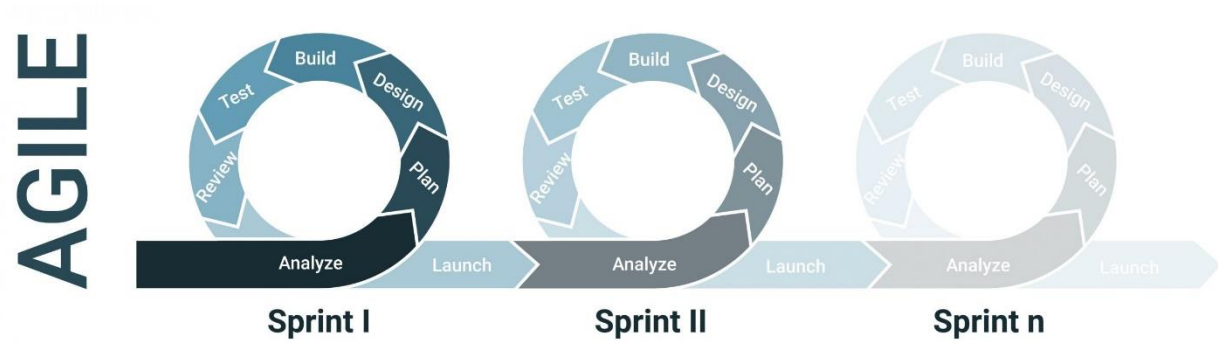 AGILE
Build
Design
Test
Plan
Review
Analyze
Launch
Sprint I
Build
Design
Test
Plan
Review
Analyze
Launch
Sprint II
Build
Design
Test
Plan
Review
Analyze
Launch
Sprint n